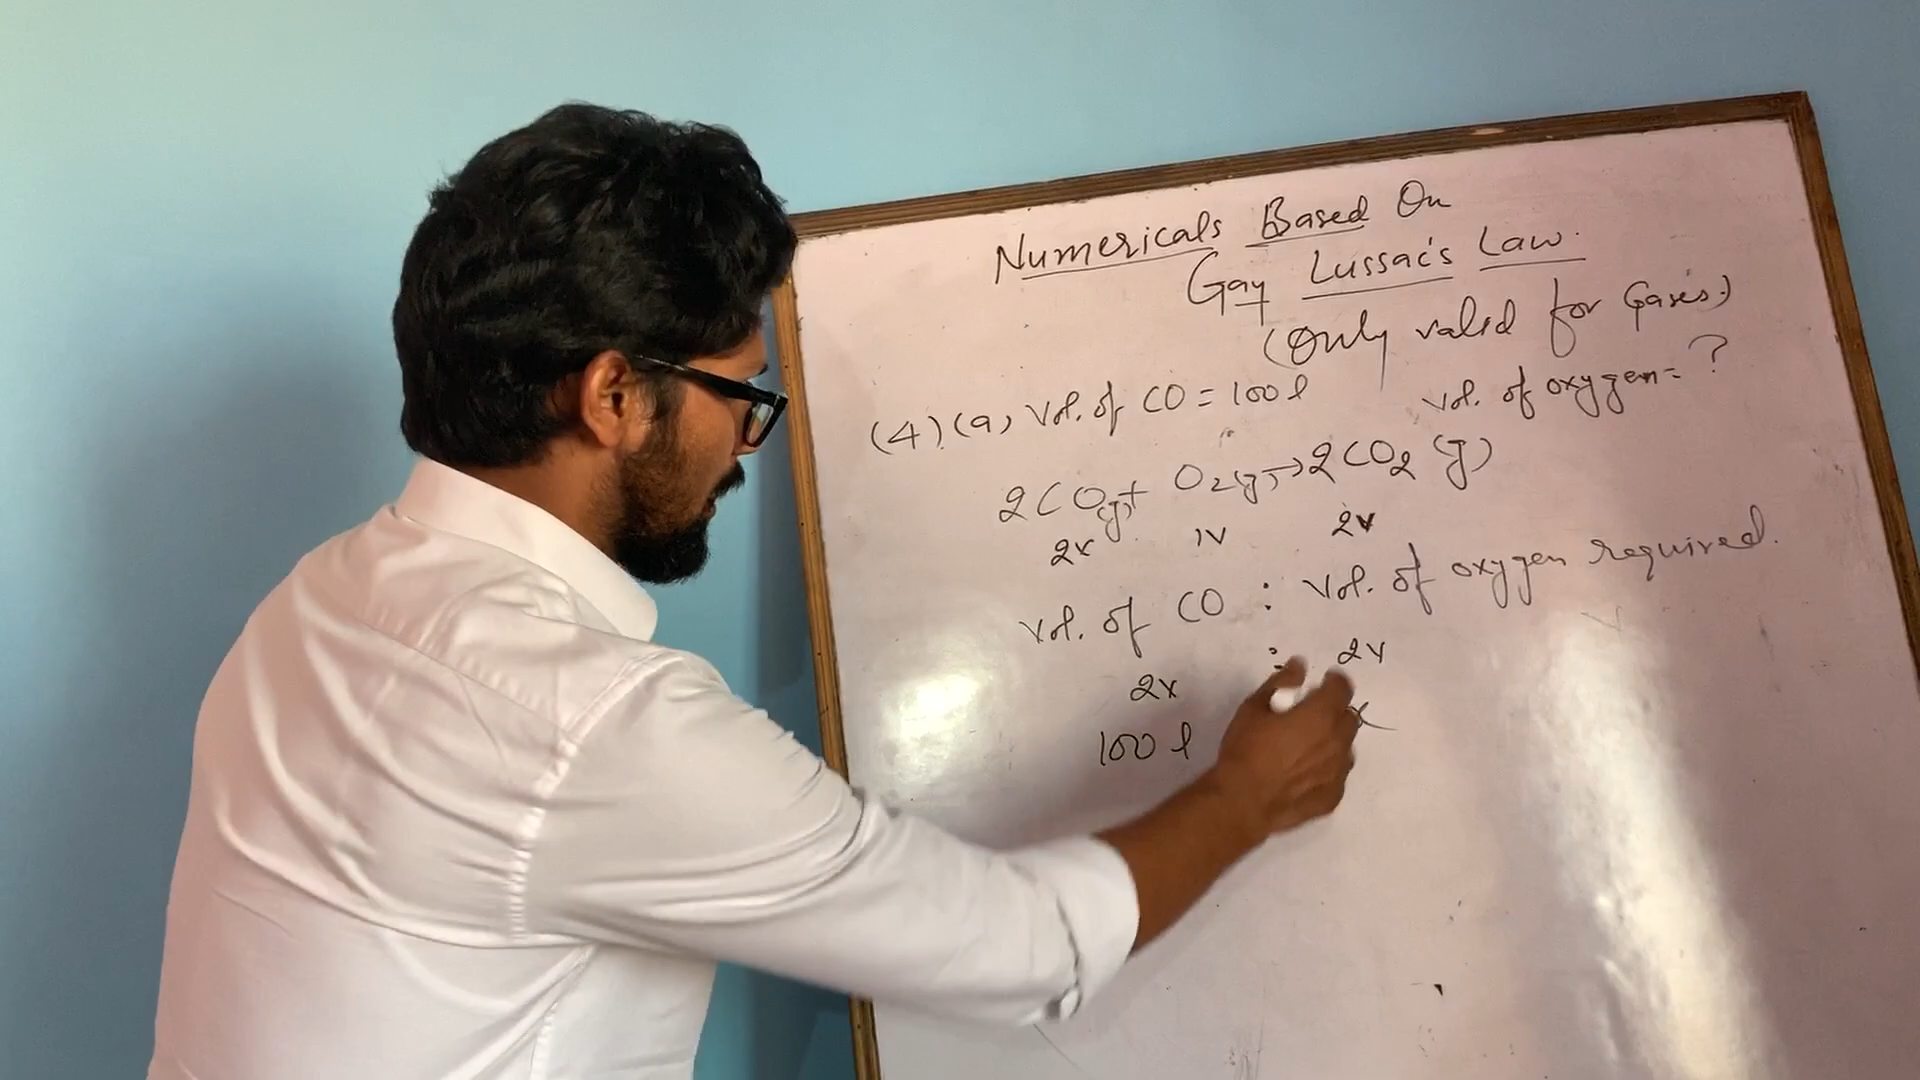 Numericals Based On
Gay Lussac's Law.
(Only valid for Gases.)
(4) (a) Vol. of CO = 100 l vol. of oxygen = ?
2CO(g) + O2(g) → 2CO2 (g)
2v 1v 2v
vol. of CO : vol. of oxygen required.
2v : 2v
100 l x